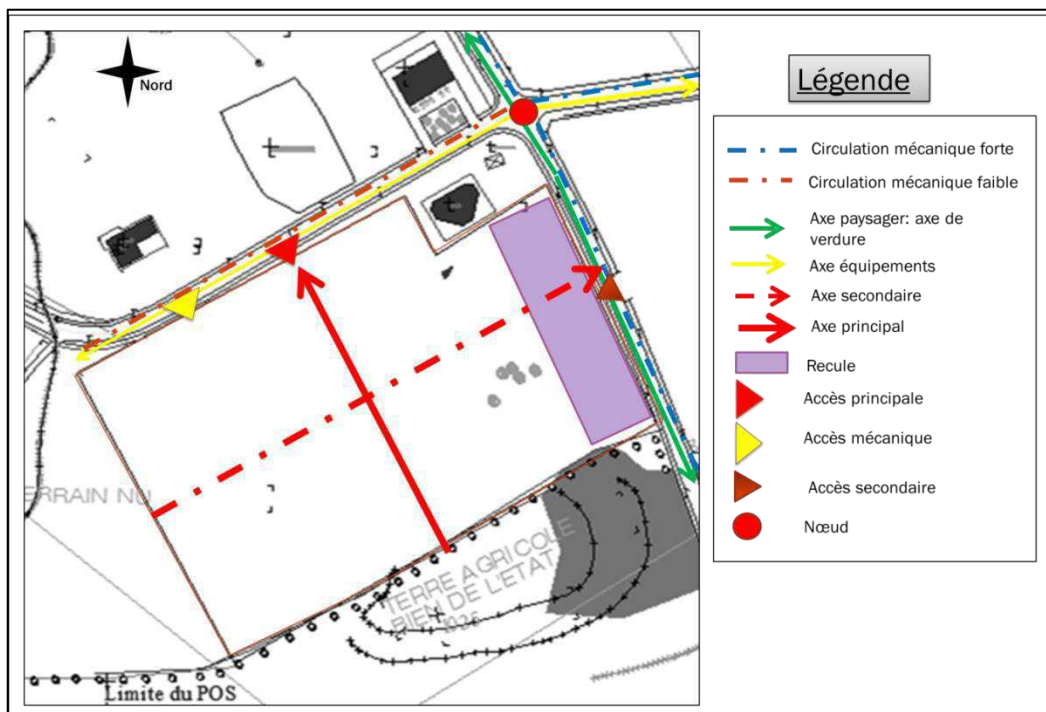 Nord
ERRAIN NU
TERRE AGRICOLE
BIEN DE L'ETAT
Limite du POS
Légende
Circulation mécanique forte
Circulation mécanique faible
Axe paysager: axe de
verdure
Axe équipements
Axe secondaire
Axe principal
Recule
Accès principale
Accès mécanique
Accès secondaire
Nœud